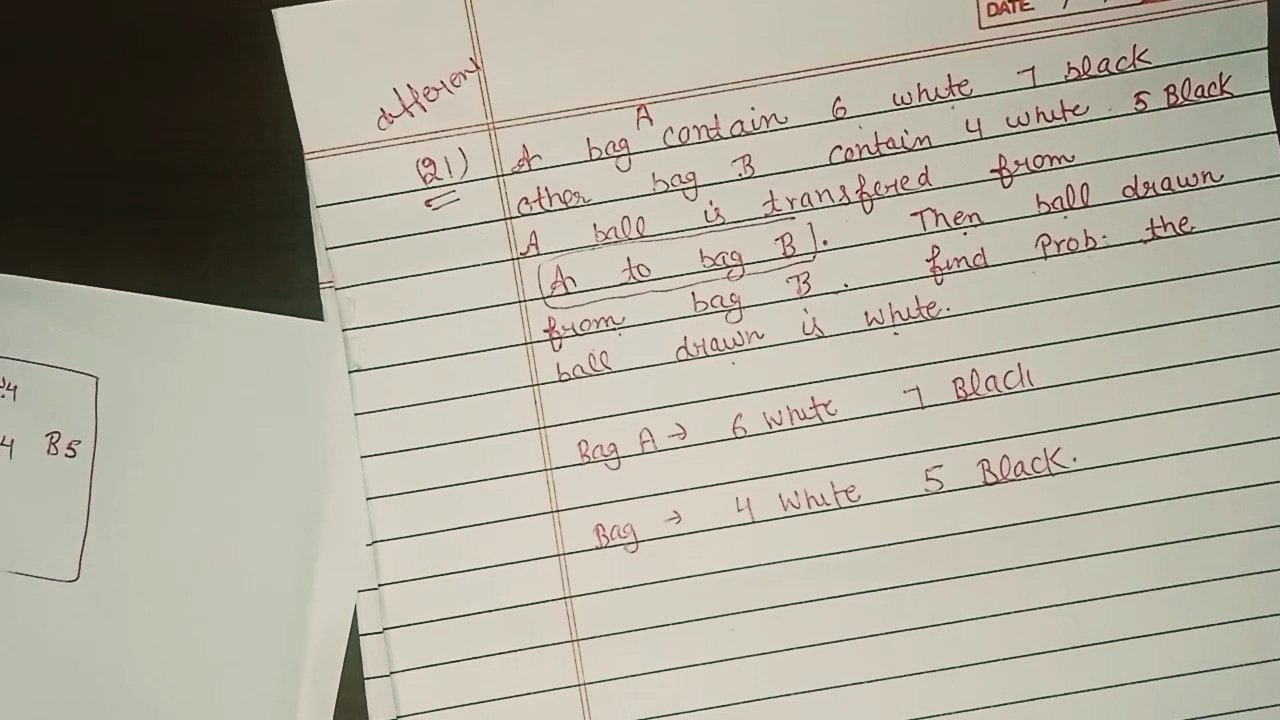 DATE
different
(21) A bag A contain 6 white 7 black
other bag B contain 4 white. 5 Black
A ball is transfered from
(A to bag B). Then ball drawn
from bag B. find Prob: the
ball drawn is white.
Bag A → 6 White 7 Black
Bag → 4 White 5 Black.
4 B5